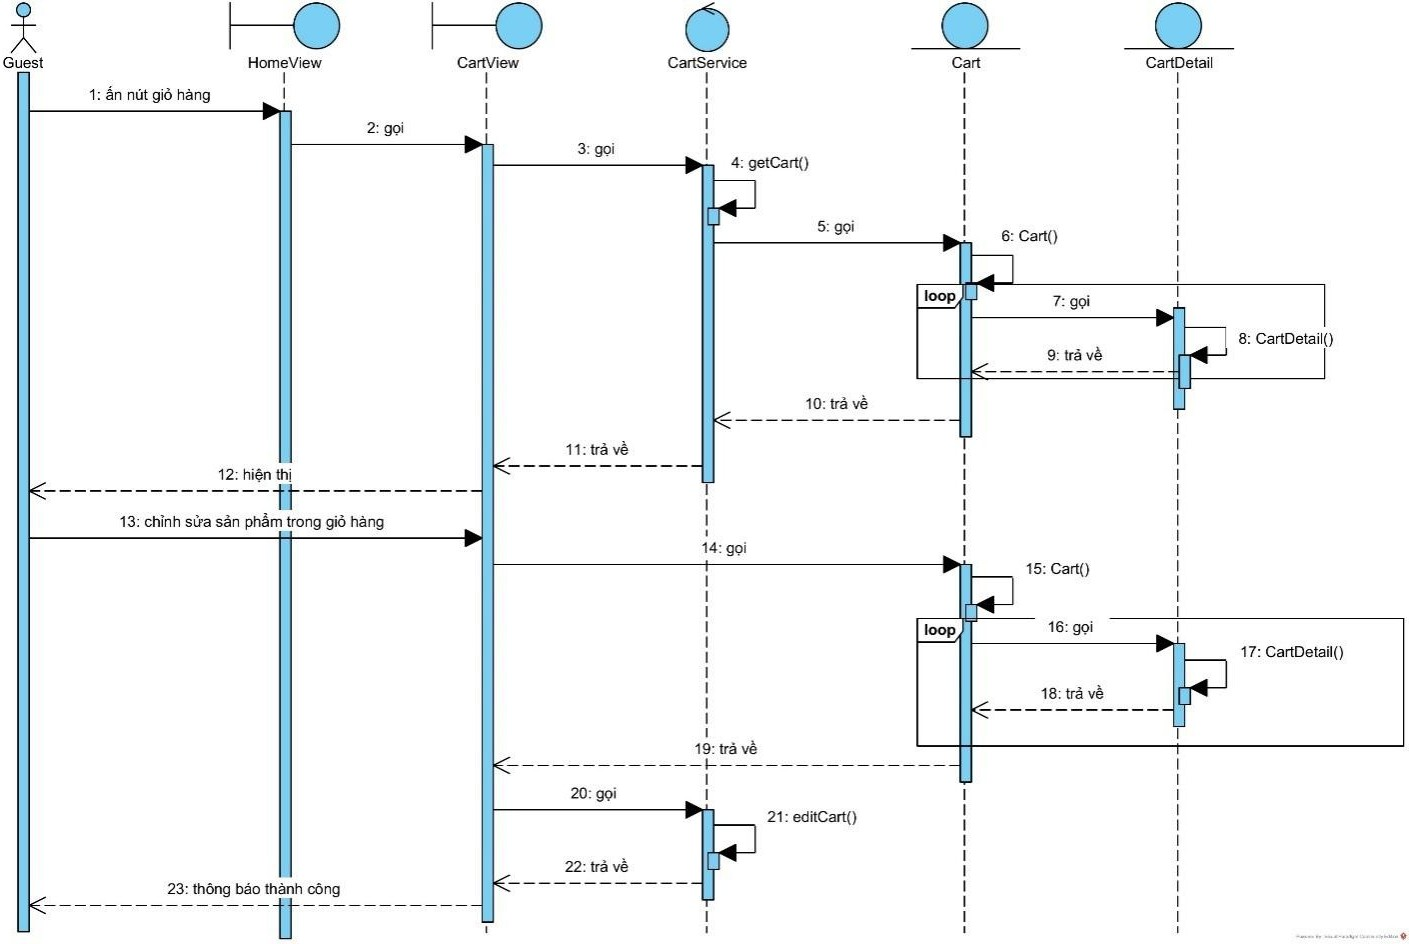 Guest
HomeView
CartView
CartService
Cart
CartDetail
1: ấn nút giỏ hàng
2: gọi
3: gọi
4: getCart()
5: gọi
6: Cart()
loop
7: gọi
8: CartDetail()
9: trả về
10: trả về
11: trả về
12: hiện thị
13: chỉnh sửa sản phẩm trong giỏ hàng
14: gọi
15: Cart()
loop
16: gọi
17: CartDetail()
18: trả về
19: trả về
20: gọi
21: editCart()
22: trả về
23: thông báo thành công